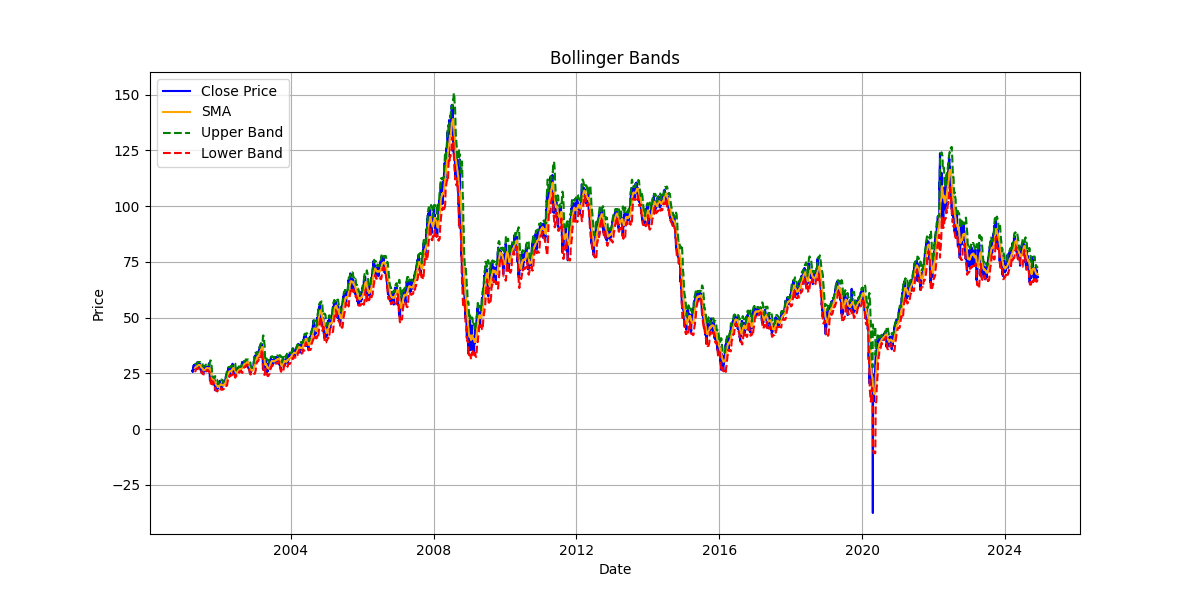 Bollinger Bands
Close Price
SMA
Upper Band
Lower Band
150
125
100
75
50
25
0
−25
Price
2004 2008 2012 2016 2020 2024
Date